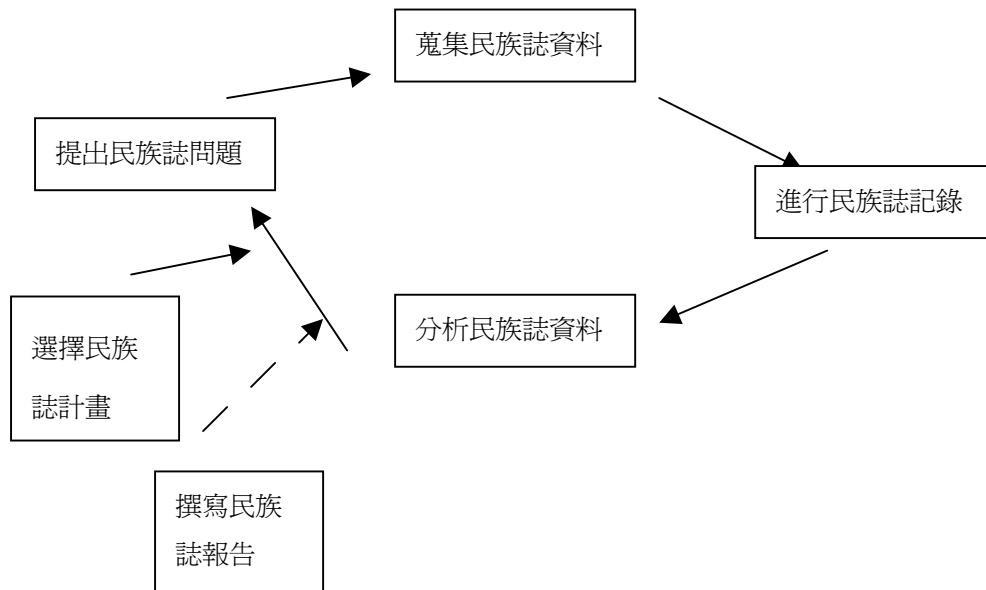 蒐集民族誌資料
提出民族誌問題
進行民族誌記錄
分析民族誌資料
選擇民族
誌計畫
撰寫民族
誌報告